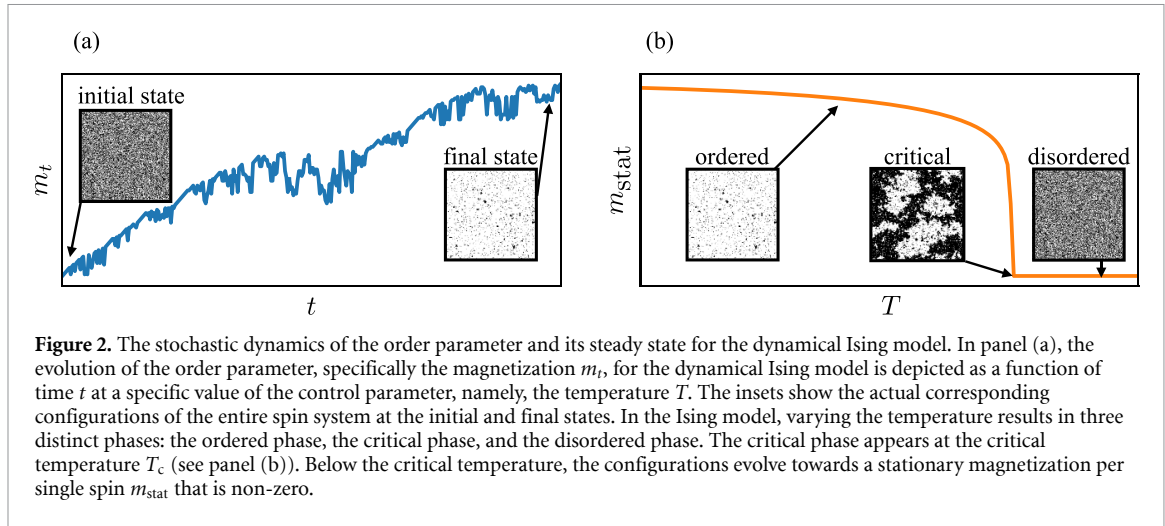 (a)
(b)
initial state
final state
m_t
t
ordered
critical
disordered
m_stat
T
Figure 2. The stochastic dynamics of the order parameter and its steady state for the dynamical Ising model. In panel (a), the
evolution of the order parameter, specifically the magnetization m_t, for the dynamical Ising model is depicted as a function of
time t at a specific value of the control parameter, namely, the temperature T. The insets show the actual corresponding
configurations of the entire spin system at the initial and final states. In the Ising model, varying the temperature results in three
distinct phases: the ordered phase, the critical phase, and the disordered phase. The critical phase appears at the critical
temperature T_c (see panel (b)). Below the critical temperature, the configurations evolve towards a stationary magnetization per
single spin m_stat that is non-zero.